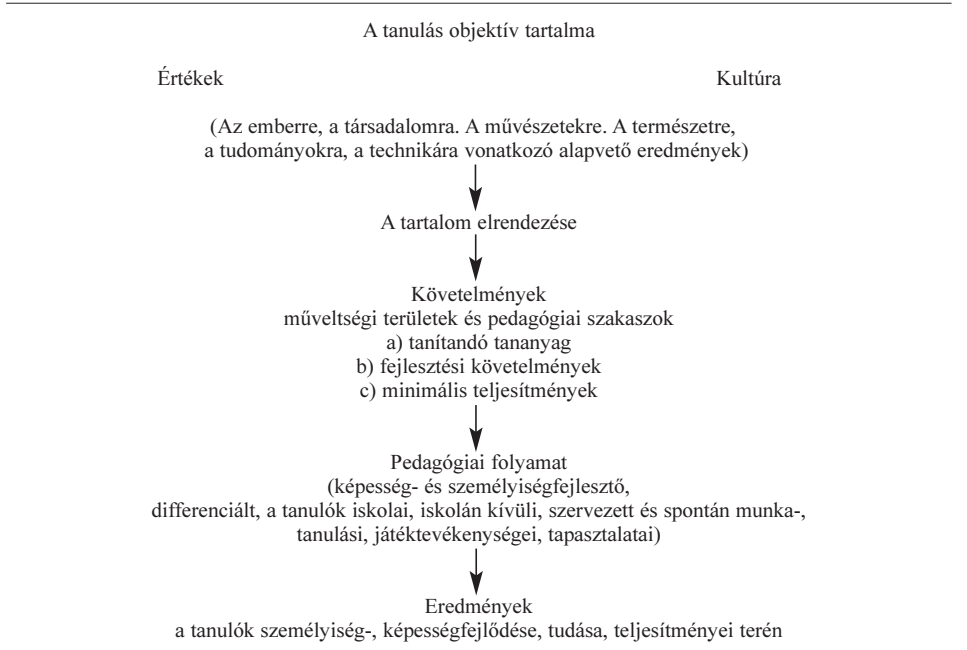 A tanulás objektív tartalma
Értékek Kultúra
(Az emberre, a társadalomra. A művészetekre. A természetre,
a tudományokra, a technikára vonatkozó alapvető eredmények)
A tartalom elrendezése
Követelmények
műveltségi területek és pedagógiai szakaszok
a) tanítandó tananyag
b) fejlesztési követelmények
c) minimális teljesítmények
Pedagógiai folyamat
(képesség- és személyiségfejlesztő,
differenciált, a tanulók iskolai, iskolán kívüli, szervezett és spontán munka-,
tanulási, játéktevékenységei, tapasztalatai)
Eredmények
a tanulók személyiség-, képességfejlődése, tudása, teljesítményei terén